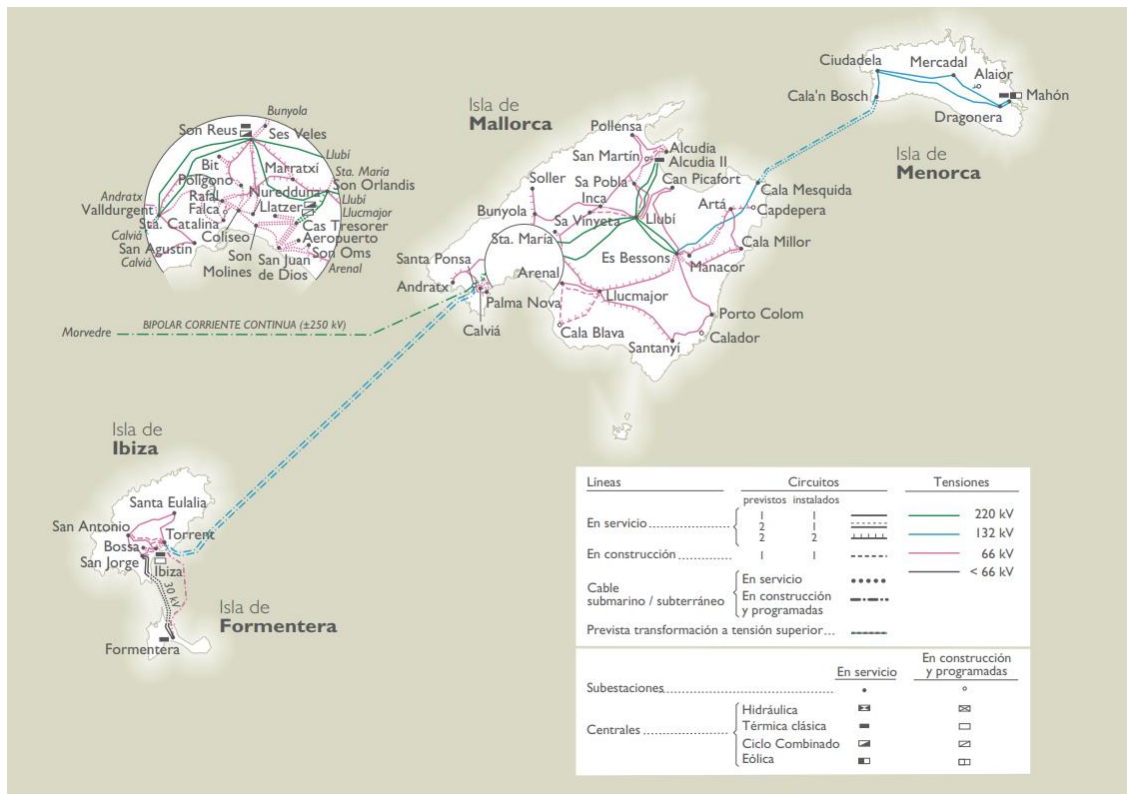 Isla de
Mallorca
Isla de
Menorca
Ciudadela
Mercadal
Alaior
Mahón
Cala'n Bosch
Dragonera
Bunyola
Son Reus
Ses Veles
Llubí
Bit
Marratxí
Sta. María
Polígono
Nuredduna
Son Orlandis
Andratx
Rafal
Llatzer
Llubí
Valldurgent
Falca
Llucmajor
Sta. Catalina
Cas Tresorer
Calviá
Coliseo
Aeropuerto
San Agustín
Son Oms
Calviá
Son
Molines
San Juan
de Dios
Arenal
Pollensa
San Martín
Alcudia
Alcudia II
Soller
Sa Pobla
Can Picafort
Inca
Cala Mesquida
Bunyola
Artá
Capdepera
Sa Vinyeta
Llubí
Sta. María
Cala Millor
Es Bessons
Santa Ponsa
Arenal
Manacor
Andratx
Palma Nova
Llucmajor
Calviá
Porto Colom
Cala Blava
Calador
Santanyí
Morvedre
BIPOLAR CORRIENTE CONTINUA (±250 kV)
Isla de
Ibiza
Santa Eulalia
San Antonio
Torrent
Bossa
San Jorge
Ibiza
30 kV
Isla de
Formentera
Formentera
Líneas Circuitos Tensiones
previstos instalados
En servicio
1 1
2 1
2 2
En construcción 1 1
220 kV
132 kV
66 kV
< 66 kV
Cable
submarino / subterráneo
En servicio
En construcción
y programadas
Prevista transformación a tensión superior...
En servicio
En construcción
y programadas
Subestaciones
Centrales
Hidráulica
Térmica clásica
Ciclo Combinado
Eólica